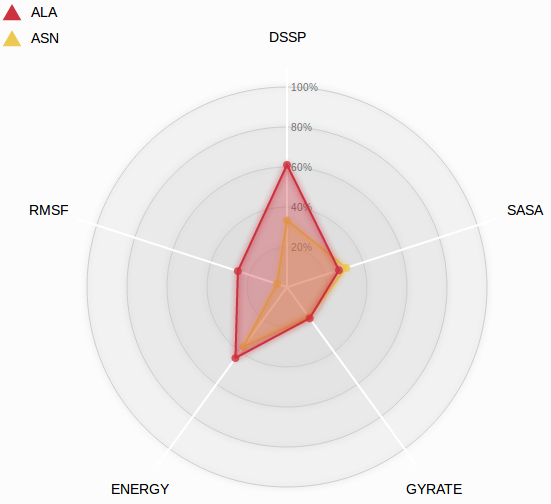 ALA
ASN
DSSP
100%
80%
60%
40%
20%
RMSF
SASA
ENERGY
GYRATE